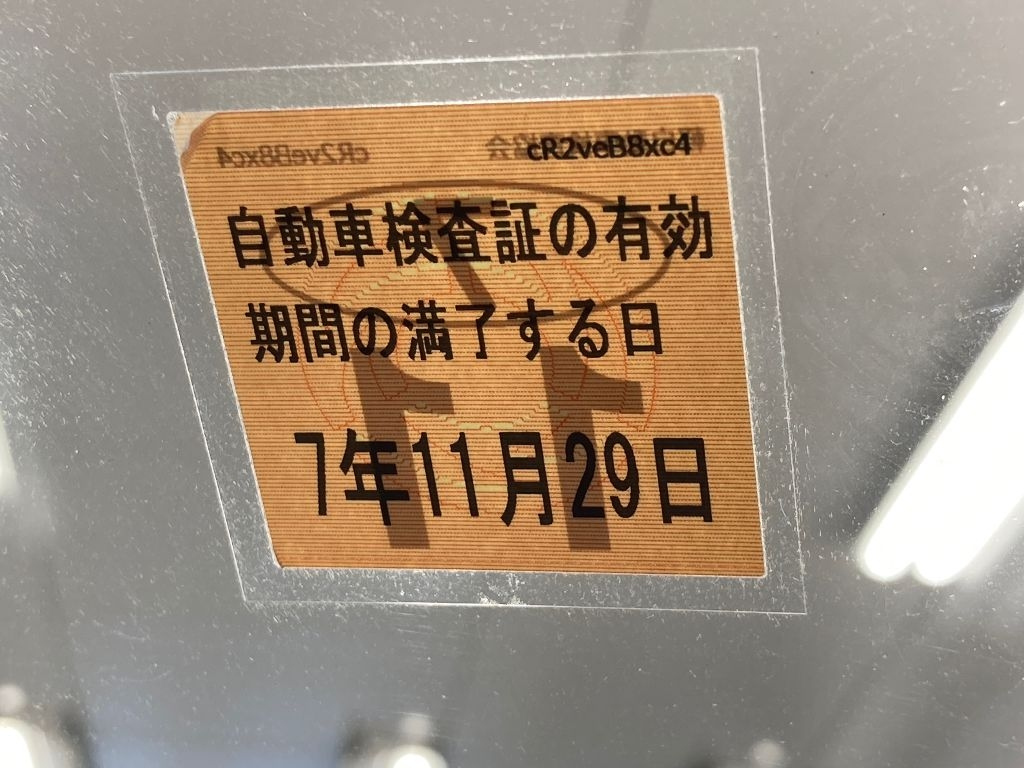 cR2veB8xc4
自動車検査証の有効
期間の満了する日
7年11月29日